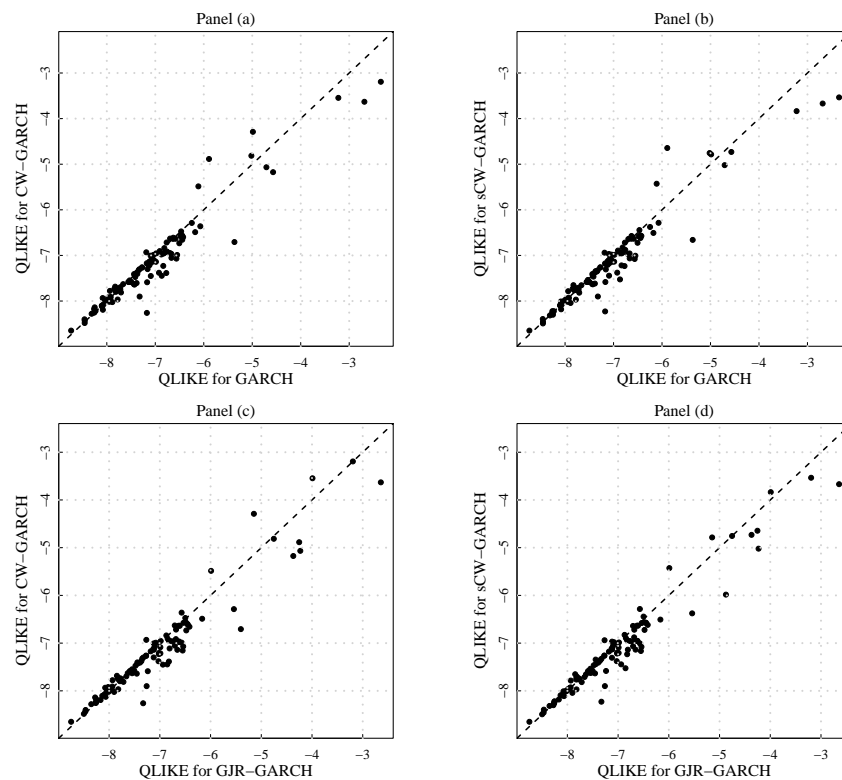 Panel (a)
QLIKE for CW−GARCH
−3
−4
−5
−6
−7
−8
−8 −7 −6 −5 −4 −3
QLIKE for GARCH
Panel (b)
QLIKE for sCW−GARCH
−3
−4
−5
−6
−7
−8
−8 −7 −6 −5 −4 −3
QLIKE for GARCH
Panel (c)
QLIKE for CW−GARCH
−3
−4
−5
−6
−7
−8
−8 −7 −6 −5 −4 −3
QLIKE for GJR−GARCH
Panel (d)
QLIKE for sCW−GARCH
−3
−4
−5
−6
−7
−8
−8 −7 −6 −5 −4 −3
QLIKE for GJR−GARCH